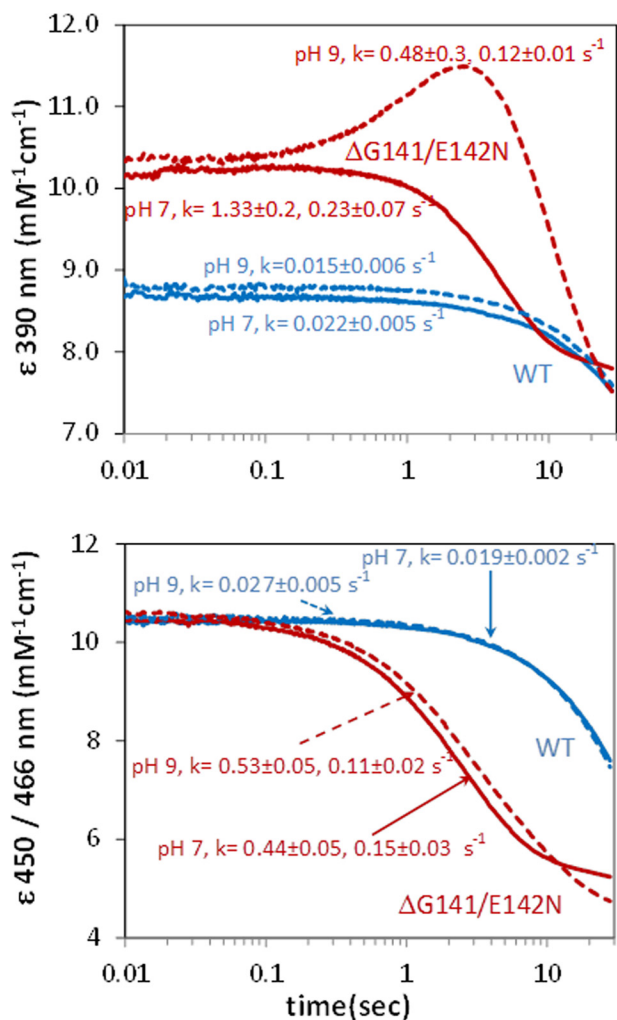 12.0
11.0
10.0
9.0
8.0
7.0
ε 390 nm (mM⁻¹cm⁻¹)
pH 9, k= 0.48±0.3, 0.12±0.01 s⁻¹
ΔG141/E142N
pH 7, k= 1.33±0.2, 0.23±0.07 s⁻¹
pH 9, k=0.015±0.006 s⁻¹
pH 7, k= 0.022±0.005 s⁻¹
WT
0.01 0.1 1 10
12
10
8
6
4
ε 450 / 466 nm (mM⁻¹cm⁻¹)
pH 7, k=0.019±0.002 s⁻¹
pH 9, k=0.027±0.005 s⁻¹
WT
pH 9, k= 0.53±0.05, 0.11±0.02 s⁻¹
pH 7, k= 0.44±0.05, 0.15±0.03 s⁻¹
ΔG141/E142N
0.01 0.1 1 10
time(sec)